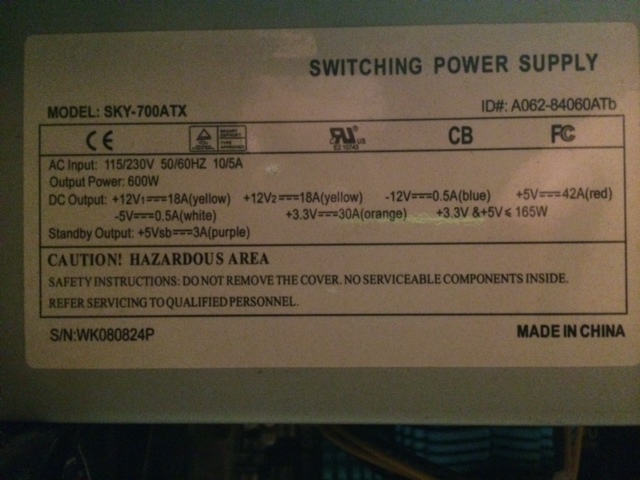 SWITCHING POWER SUPPLY
MODEL: SKY-700ATX ID#: A062-84060ATb
CE c RU US CB FC
E210743
AC Input: 115/230V 50/60HZ 10/5A
Output Power: 600W
DC Output: +12V1⎓18A(yellow) +12V2⎓18A(yellow) -12V⎓0.5A(blue) +5V⎓42A(red)
-5V⎓0.5A(white) +3.3V⎓30A(orange) +3.3V &+5V≤165W
Standby Output: +5Vsb⎓3A(purple)
CAUTION! HAZARDOUS AREA
SAFETY INSTRUCTIONS: DO NOT REMOVE THE COVER. NO SERVICEABLE COMPONENTS INSIDE.
REFER SERVICING TO QUALIFIED PERSONNEL.
S/N:WK080824P MADE IN CHINA